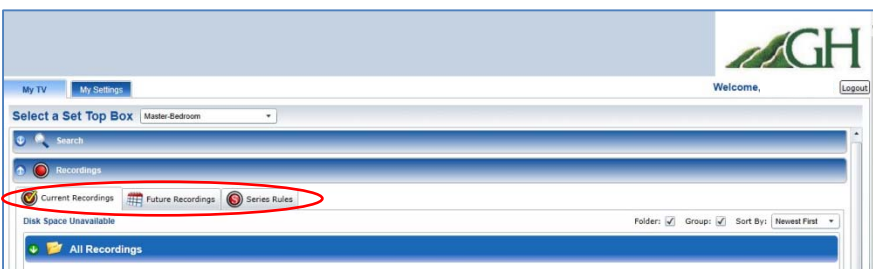 GH
My TV My Settings Welcome, Logout
Select a Set Top Box Master-Bedroom
Search
Recordings
Current Recordings Future Recordings S Series Rules
Disk Space Unavailable Folder: Group: Sort By: Newest First
All Recordings